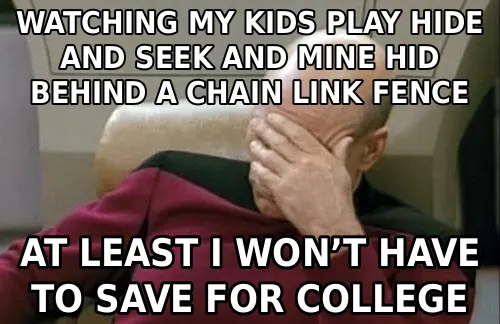 WATCHING MY KIDS PLAY HIDE
AND SEEK AND MINE HID
BEHIND A CHAIN LINK FENCE
AT LEAST I WON’T HAVE
TO SAVE FOR COLLEGE